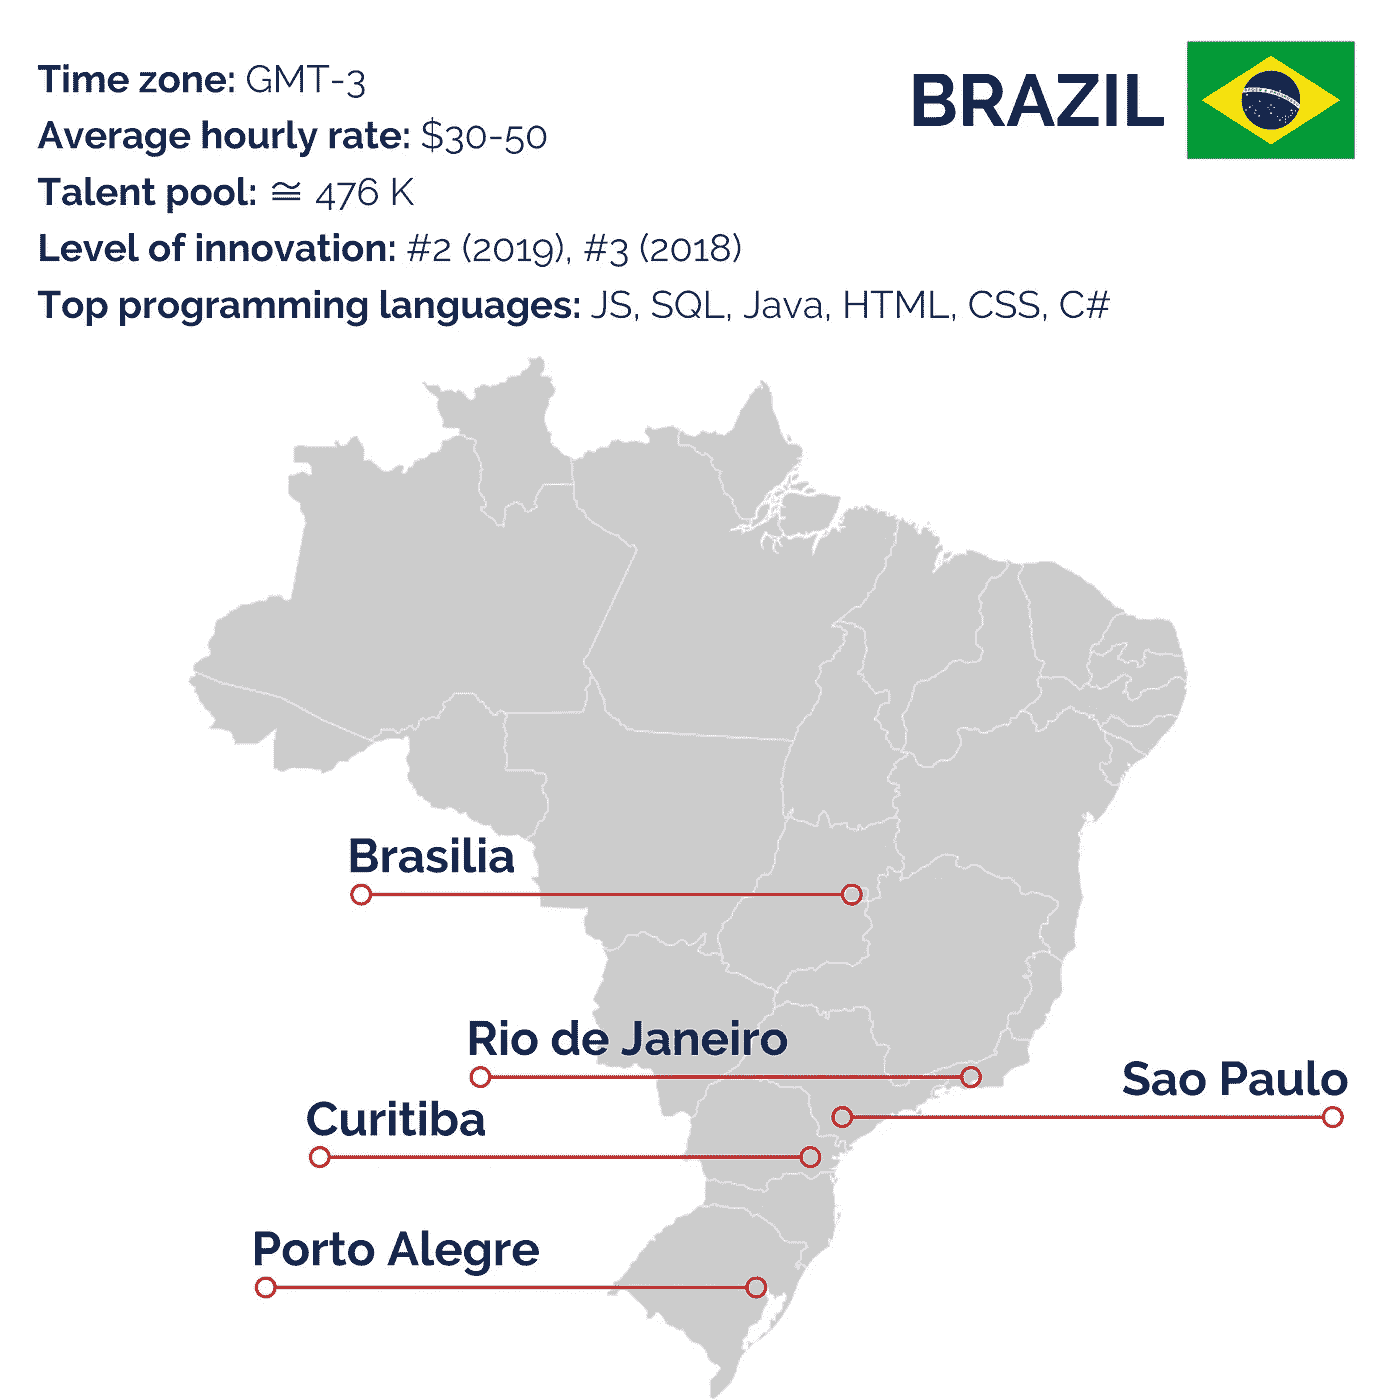 BRAZIL
Time zone: GMT-3
Average hourly rate: $30-50
Talent pool: ≅ 476 K
Level of innovation: #2 (2019), #3 (2018)
Top programming languages: JS, SQL, Java, HTML, CSS, C#
Brasilia
Rio de Janeiro
Sao Paulo
Curitiba
Porto Alegre